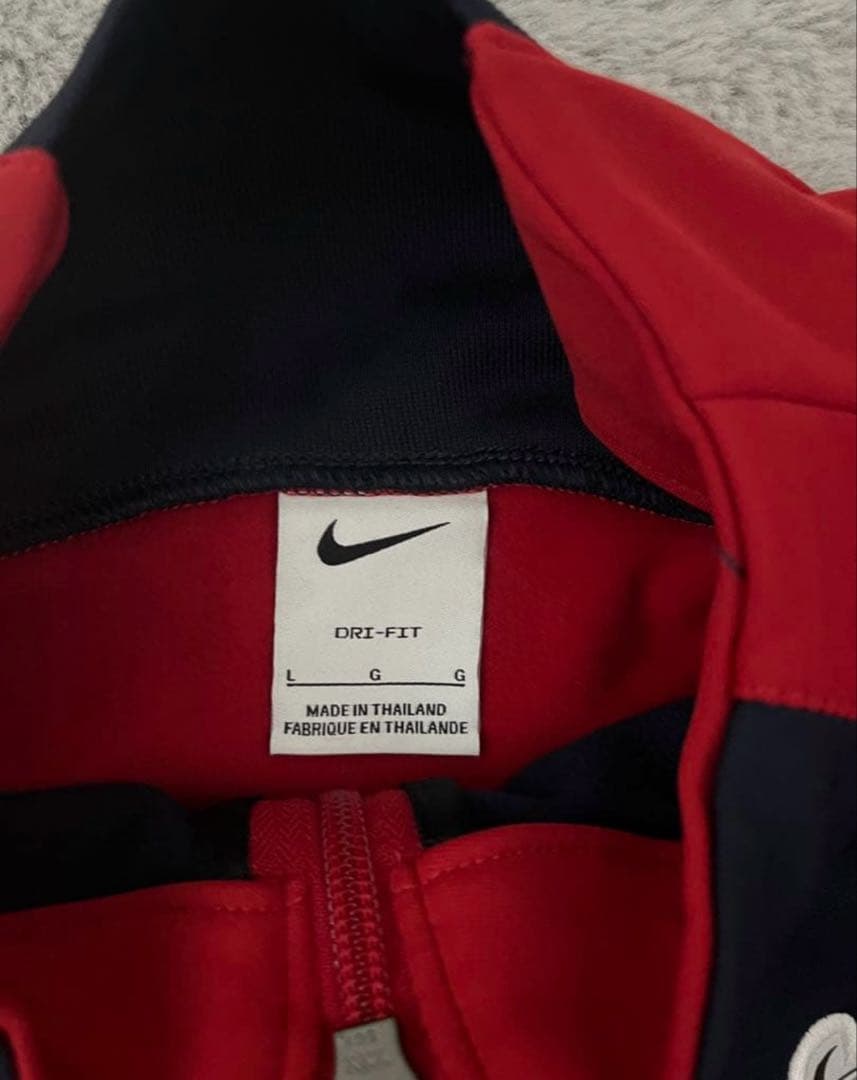 DRI-FIT
L G G
MADE IN THAILAND
FABRIQUE EN THAILANDE